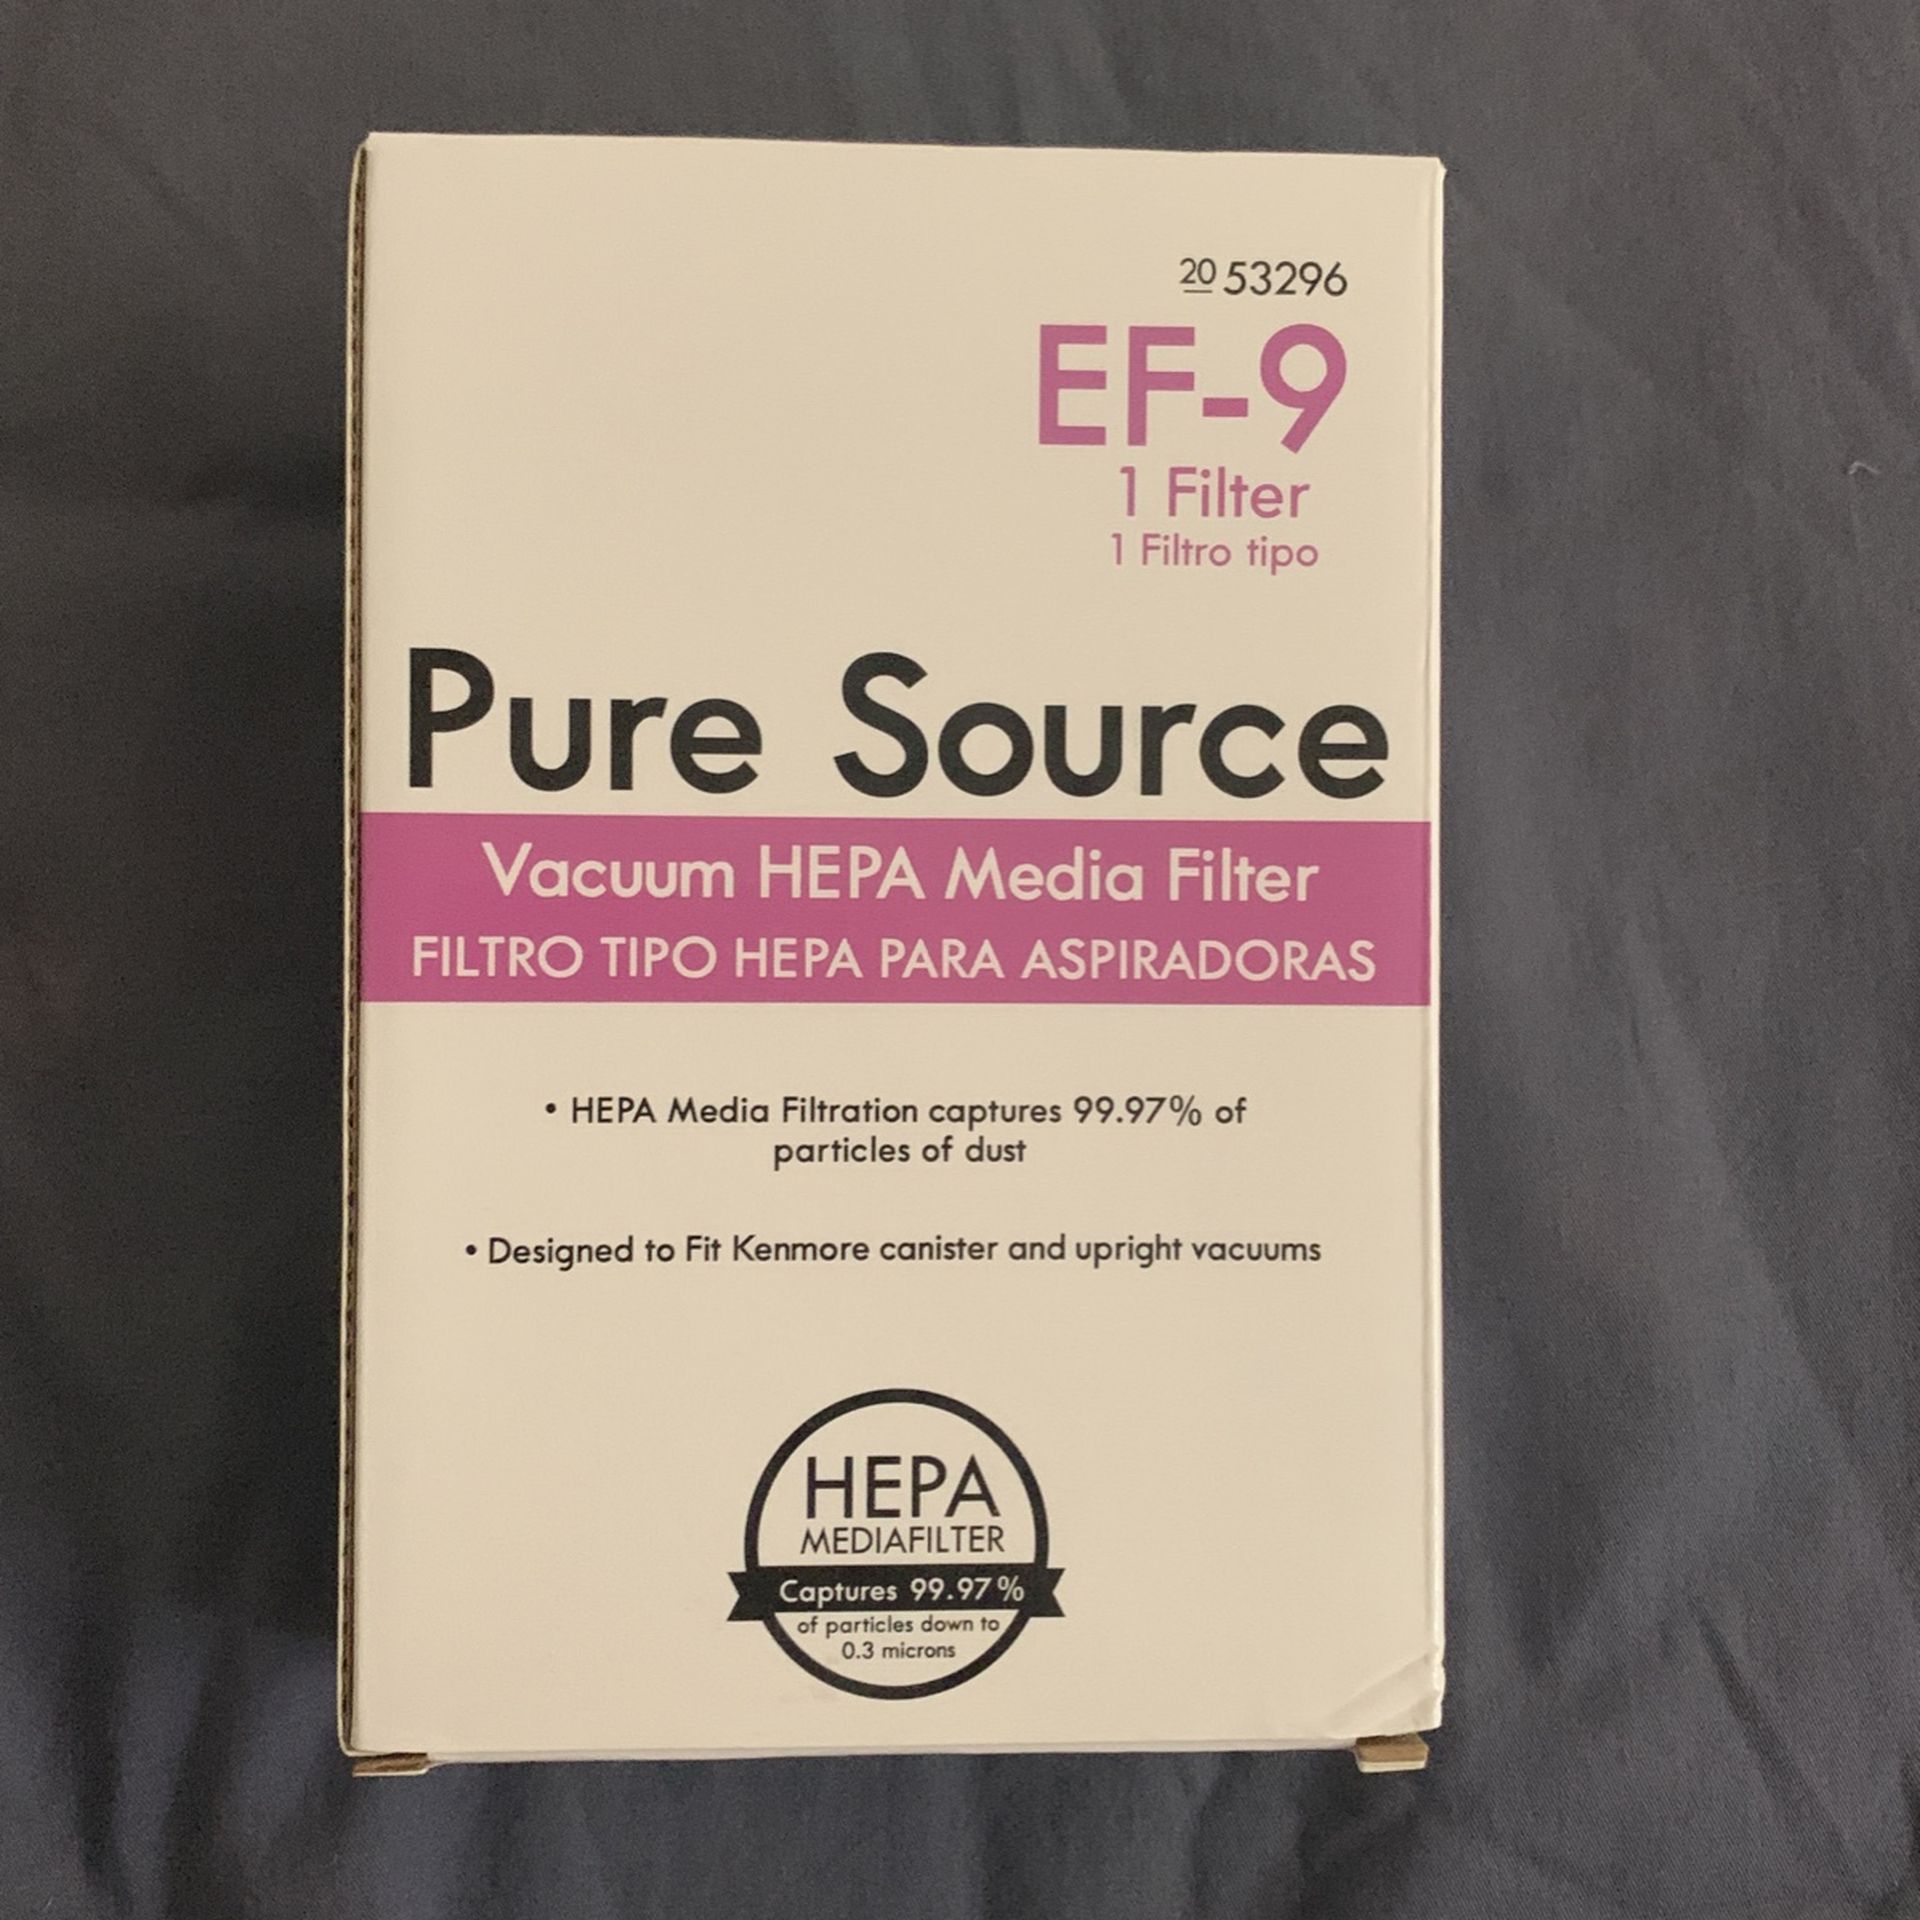 20 53296
EF-9
1 Filter
1 Filtro tipo
Pure Source
Vacuum HEPA Media Filter
FILTRO TIPO HEPA PARA ASPIRADORAS
• HEPA Media Filtration captures 99.97% of
particles of dust
• Designed to Fit Kenmore canister and upright vacuums
HEPA
MEDIAFILTER
Captures 99.97%
of particles down to
0.3 microns